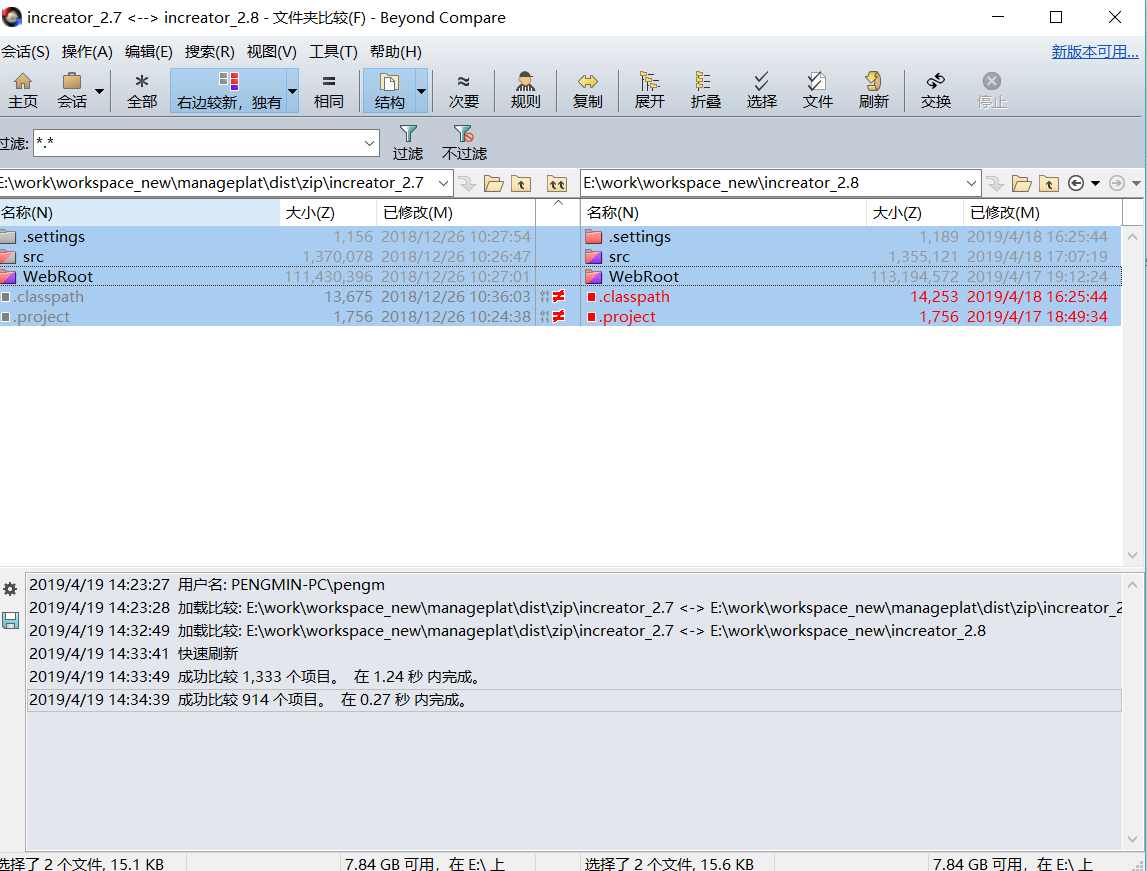 increator_2.7 <--> increator_2.8 - 文件夹比较(F) - Beyond Compare
会话(S) 操作(A) 编辑(E) 搜索(R) 视图(V) 工具(T) 帮助(H) 新版本可用...
主页 会话 全部 右边较新，独有 相同 结构 次要 规则 复制 展开 折叠 选择 文件 刷新 交换 停止
过滤: *.* 过滤 不过滤
E:\work\workspace_new\manageplat\dist\zip\increator_2.7 E:\work\workspace_new\increator_2.8
名称(N) 大小(Z) 已修改(M) 名称(N) 大小(Z) 已修改(M)
.settings 1,156 2018/12/26 10:27:54 .settings 1,189 2019/4/18 16:25:44
src 1,370,078 2018/12/26 10:26:47 src 1,355,121 2019/4/18 17:07:19
WebRoot 111,430,396 2018/12/26 10:27:01 WebRoot 113,194,572 2019/4/17 19:12:24
.classpath 13,675 2018/12/26 10:36:03 .classpath 14,253 2019/4/18 16:25:44
.project 1,756 2018/12/26 10:24:38 .project 1,756 2019/4/17 18:49:34
2019/4/19 14:23:27 用户名: PENGMIN-PC\pengm
2019/4/19 14:23:28 加载比较: E:\work\workspace_new\manageplat\dist\zip\increator_2.7 <-> E:\work\workspace_new\manageplat\dist\zip\increator_2
2019/4/19 14:32:49 加载比较: E:\work\workspace_new\manageplat\dist\zip\increator_2.7 <-> E:\work\workspace_new\increator_2.8
2019/4/19 14:33:41 快速刷新
2019/4/19 14:33:49 成功比较 1,333 个项目。 在 1.24 秒 内完成。
2019/4/19 14:34:39 成功比较 914 个项目。 在 0.27 秒 内完成。
选择了 2 个文件, 15.1 KB 7.84 GB 可用，在 E:\ 上 选择了 2 个文件, 15.6 KB 7.84 GB 可用，在 E:\ 上